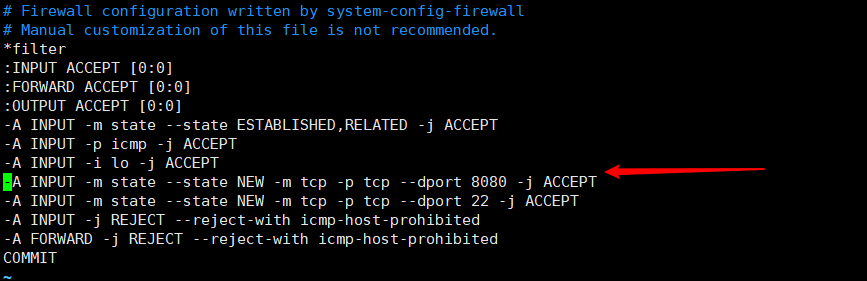 # Firewall configuration written by system-config-firewall
# Manual customization of this file is not recommended.
*filter
:INPUT ACCEPT [0:0]
:FORWARD ACCEPT [0:0]
:OUTPUT ACCEPT [0:0]
-A INPUT -m state --state ESTABLISHED,RELATED -j ACCEPT
-A INPUT -p icmp -j ACCEPT
-A INPUT -i lo -j ACCEPT
-A INPUT -m state --state NEW -m tcp -p tcp --dport 8080 -j ACCEPT
-A INPUT -m state --state NEW -m tcp -p tcp --dport 22 -j ACCEPT
-A INPUT -j REJECT --reject-with icmp-host-prohibited
-A FORWARD -j REJECT --reject-with icmp-host-prohibited
COMMIT
~